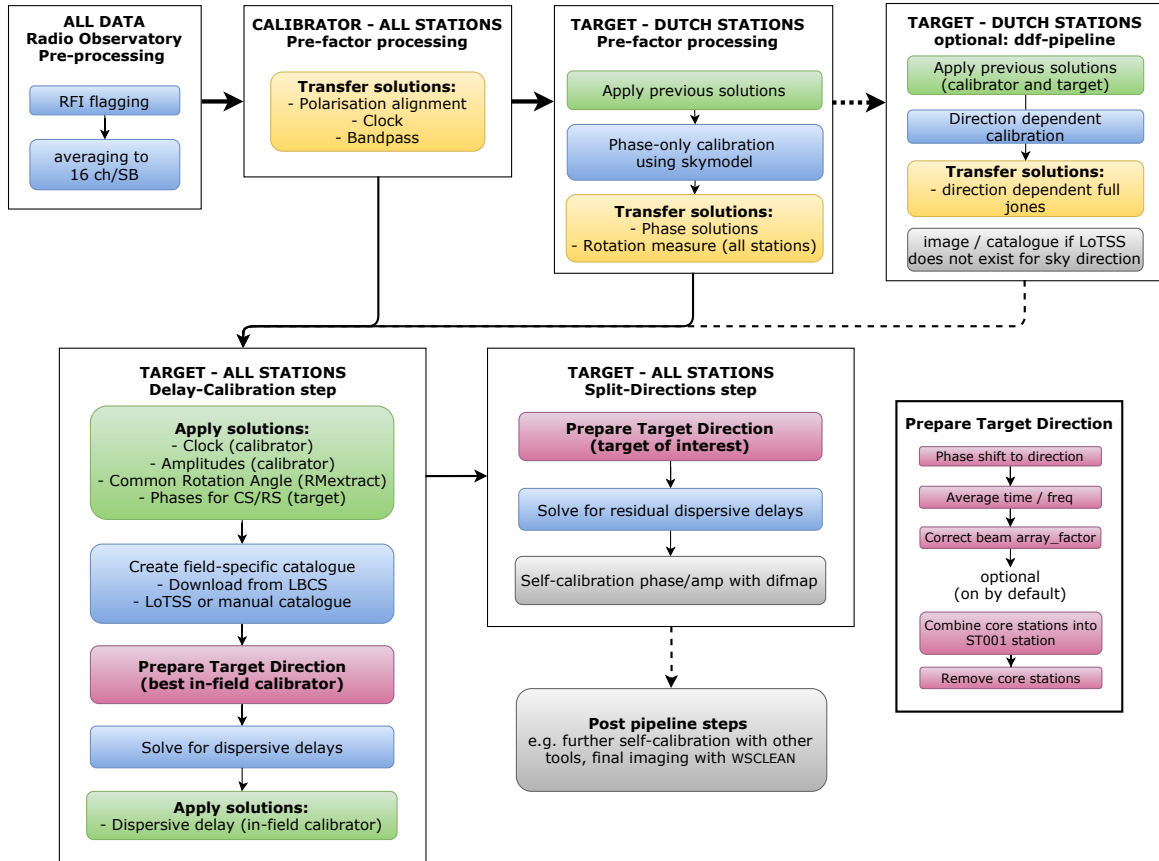 ALL DATA
Radio Observatory
Pre-processing
RFI flagging
averaging to
16 ch/SB
CALIBRATOR - ALL STATIONS
Pre-factor processing
Transfer solutions:
- Polarisation alignment
- Clock
- Bandpass
TARGET - DUTCH STATIONS
Pre-factor processing
Apply previous solutions
Phase-only calibration
using skymodel
Transfer solutions:
- Phase solutions
- Rotation measure (all stations)
TARGET - DUTCH STATIONS
optional: ddf-pipeline
Apply previous solutions
(calibrator and target)
Direction dependent
calibration
Transfer solutions:
- direction dependent full
jones
image / catalogue if LoTSS
does not exist for sky direction
TARGET - ALL STATIONS
Delay-Calibration step
Apply solutions:
- Clock (calibrator)
- Amplitudes (calibrator)
- Common Rotation Angle (RMextract)
- Phases for CS/RS (target)
Create field-specific catalogue
- Download from LBCS
- LoTSS or manual catalogue
Prepare Target Direction
(best in-field calibrator)
Solve for dispersive delays
Apply solutions:
- Dispersive delay (in-field calibrator)
TARGET - ALL STATIONS
Split-Directions step
Prepare Target Direction
(target of interest)
Solve for residual dispersive delays
Self-calibration phase/amp with difmap
Post pipeline steps
e.g. further self-calibration with other
tools, final imaging with WSCLEAN
Prepare Target Direction
Phase shift to direction
Average time / freq
Correct beam array_factor
optional
(on by default)
Combine core stations into
ST001 station
Remove core stations